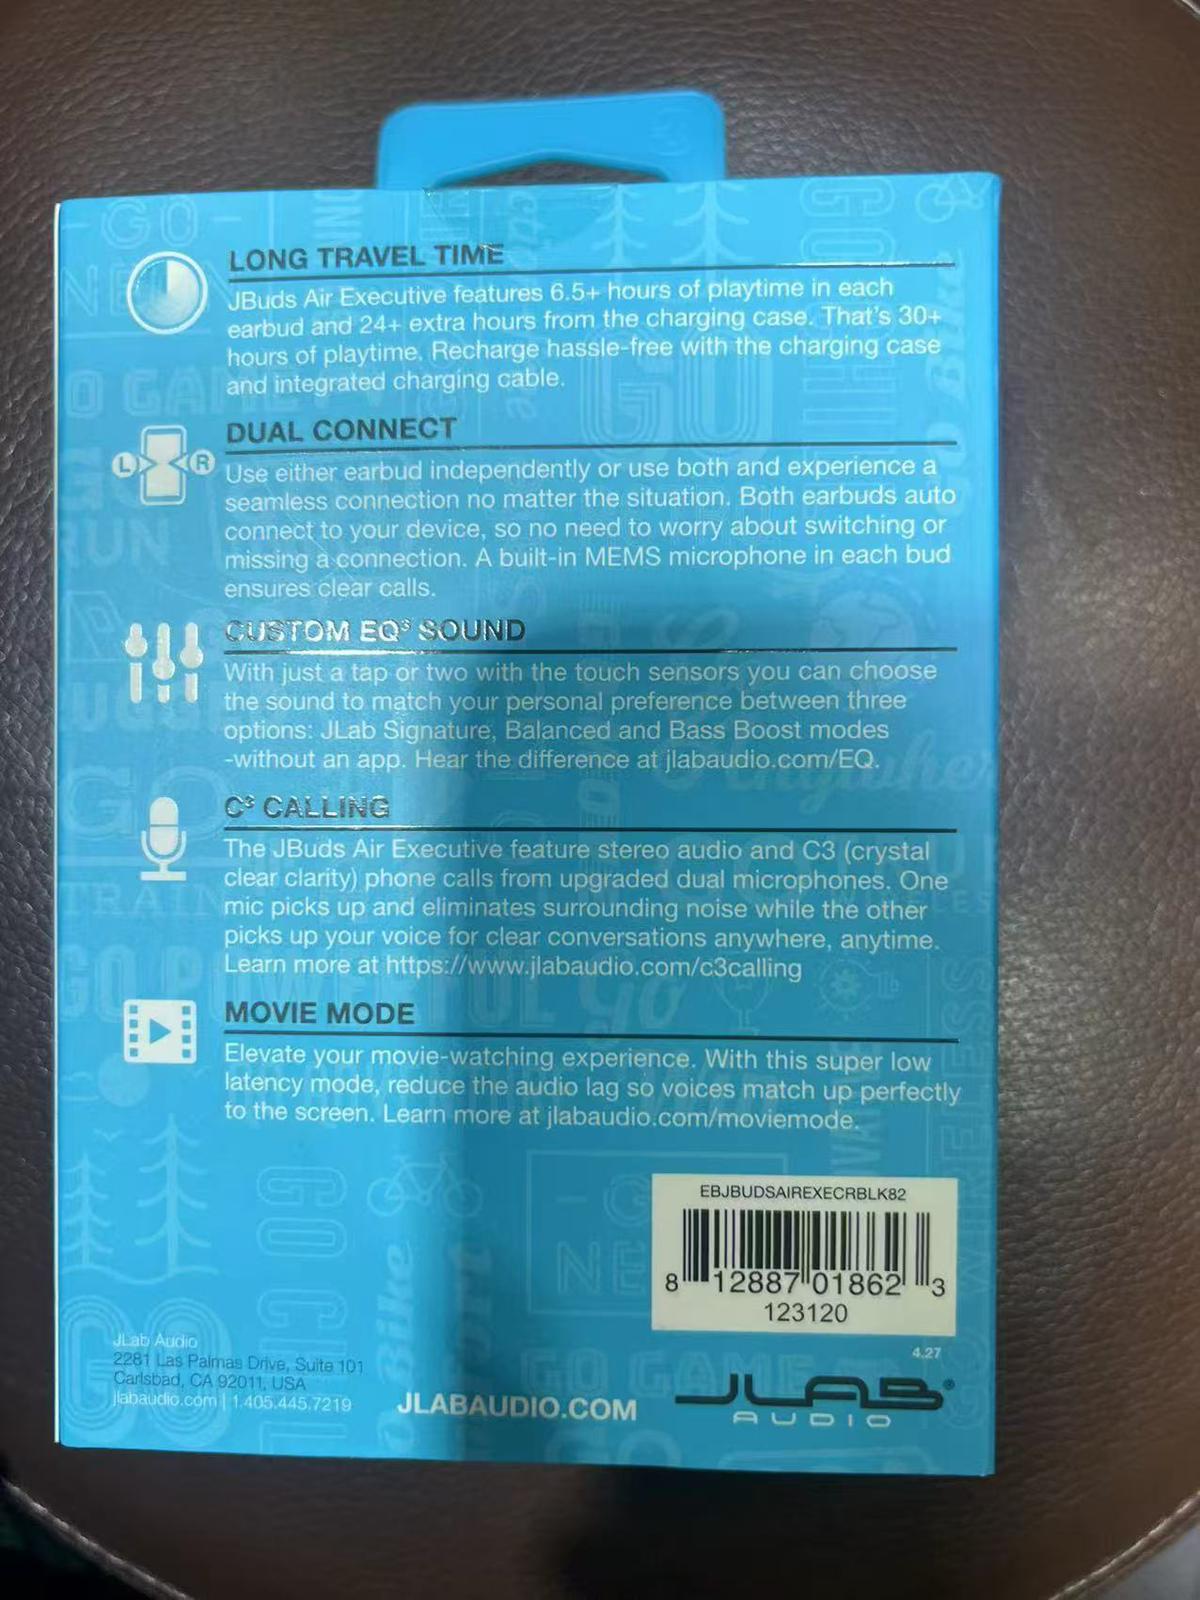 LONG TRAVEL TIME
JBuds Air Executive features 6.5+ hours of playtime in each
earbud and 24+ extra hours from the charging case. That's 30+
hours of playtime. Recharge hassle-free with the charging case
and integrated charging cable.
DUAL CONNECT
L R
Use either earbud independently or use both and experience a
seamless connection no matter the situation. Both earbuds auto
connect to your device, so no need to worry about switching or
missing a connection. A built-in MEMS microphone in each bud
ensures clear calls.
CUSTOM EQ³ SOUND
With just a tap or two with the touch sensors you can choose
the sound to match your personal preference between three
options: JLab Signature, Balanced and Bass Boost modes
-without an app. Hear the difference at jlabaudio.com/EQ.
C³ CALLING
The JBuds Air Executive feature stereo audio and C3 (crystal
clear clarity) phone calls from upgraded dual microphones. One
mic picks up and eliminates surrounding noise while the other
picks up your voice for clear conversations anywhere, anytime.
Learn more at https://www.jlabaudio.com/c3calling
MOVIE MODE
Elevate your movie-watching experience. With this super low
latency mode, reduce the audio lag so voices match up perfectly
to the screen. Learn more at jlabaudio.com/moviemode.
EBJBUDSAIREXECRBLK82
8 12887 01862 3
123120
4.27
JLab Audio
2281 Las Palmas Drive, Suite 101
Carlsbad, CA 92011, USA
jlabaudio.com | 1.405.445.7219
JLABAUDIO.COM
JLAB®
AUDIO